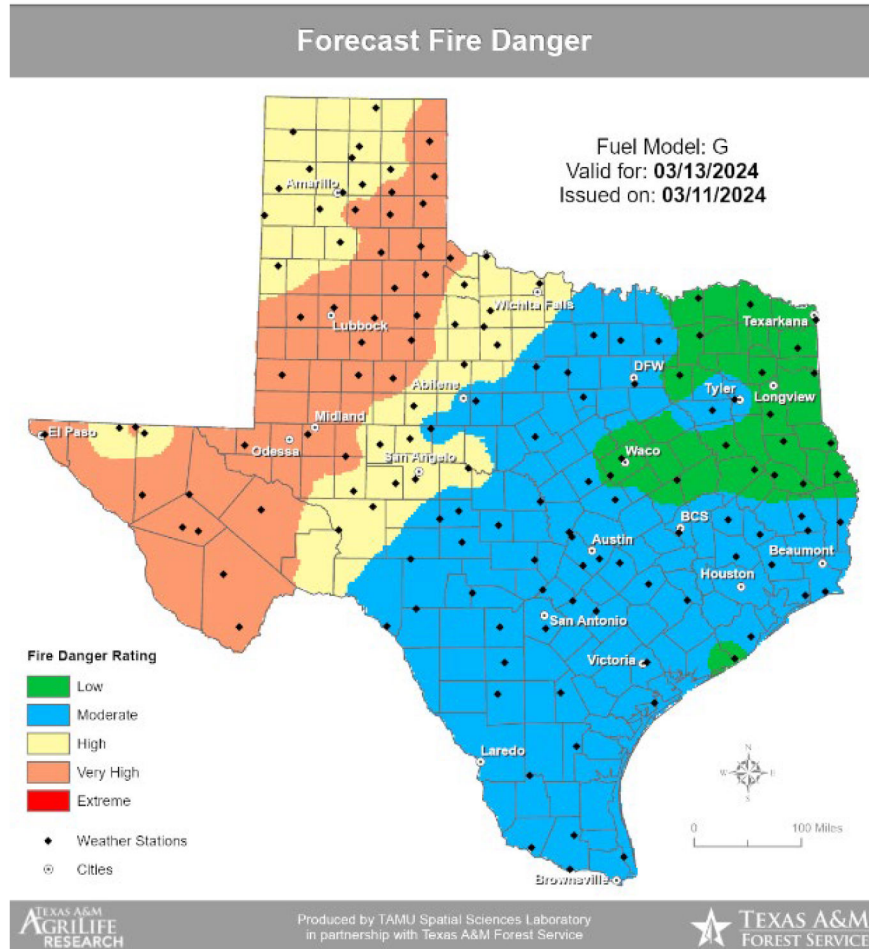 Forecast Fire Danger
Fuel Model: G
Valid for: 03/13/2024
Issued on: 03/11/2024
Amarillo
Wichita Falls
Lubbock
Texarkana
DFW
Abilene
Tyler
Longview
El Paso
Midland
Odessa
San Angelo
Waco
BCS
Austin
Beaumont
Houston
San Antonio
Victoria
Laredo
Brownsville
Fire Danger Rating
Low
Moderate
High
Very High
Extreme
Weather Stations
Cities
N
W E
S
0 100 Miles
TEXAS A&M
AGRILIFE
RESEARCH
Produced by TAMU Spatial Sciences Laboratory
in partnership with Texas A&M Forest Service
TEXAS A&M
FOREST SERVICE